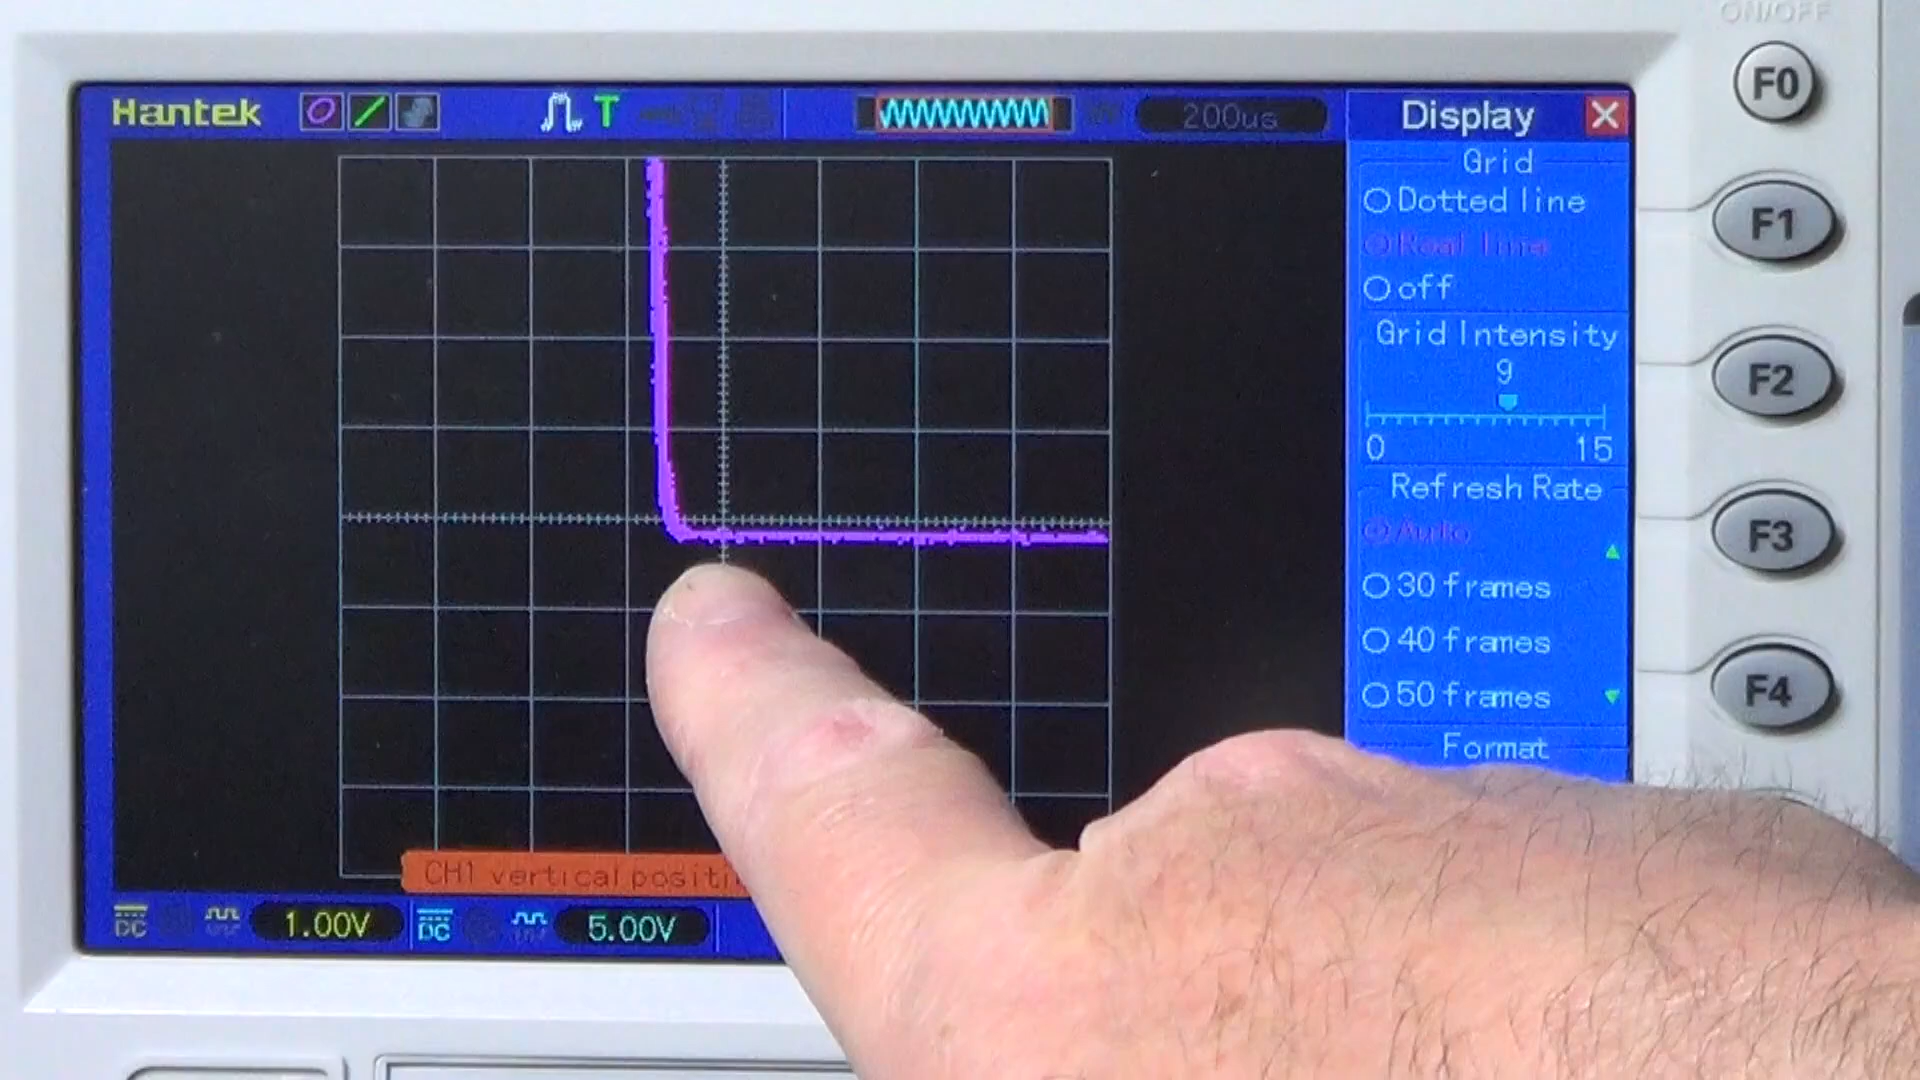 ON/OFF
Hantek T 200us
Display X
F0
Grid
Dotted line
F1
Real line
off
Grid Intensity
9
F2
0 15
Refresh Rate
Auto
F3
30 frames
40 frames
50 frames
F4
Format
CH1 vertical positi
DC 1.00V DC 5.00V